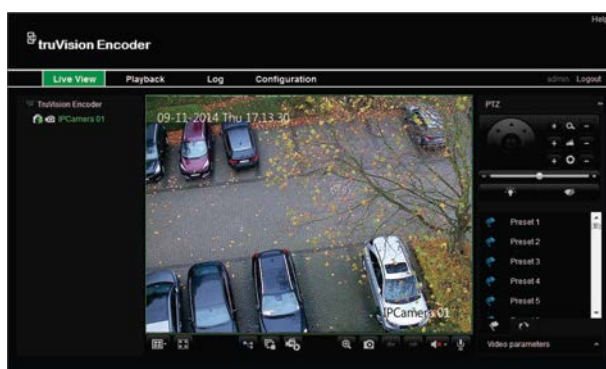 Help
truVision Encoder
Live View Playback Log Configuration admin Logout
TruVision Encoder
IPCamera 01
09-11-2014 Thu 17.13.30
IPCamera 01
PTZ
Preset 1
Preset 2
Preset 3
Preset 4
Preset 5
Video parameters